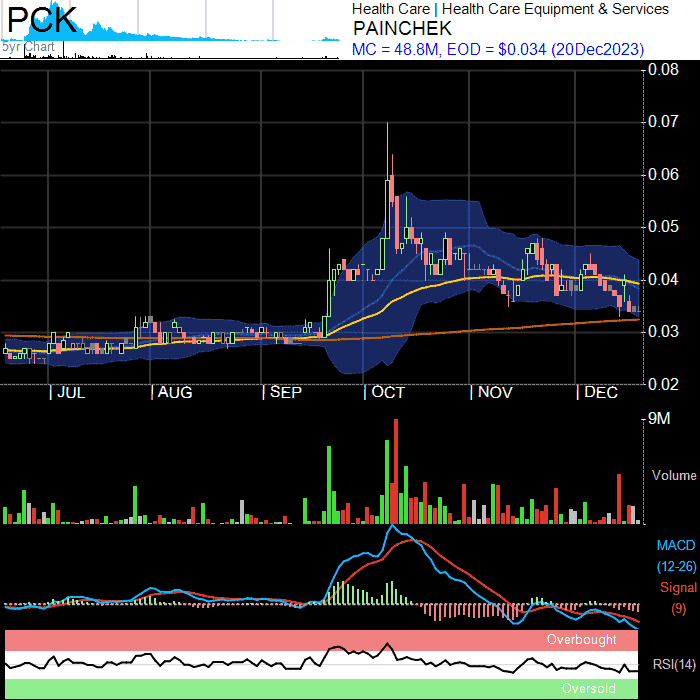 PCK
5yr Chart
Health Care | Health Care Equipment & Services
PAINCHEK
MC = 48.8M, EOD = $0.034 (20Dec2023)
0.08
0.07
0.06
0.05
0.04
0.03
0.02
| JUL | AUG | SEP | OCT | NOV | DEC
9M
Volume
MACD
(12-26)
Signal
(9)
Overbought
RSI(14)
Oversold